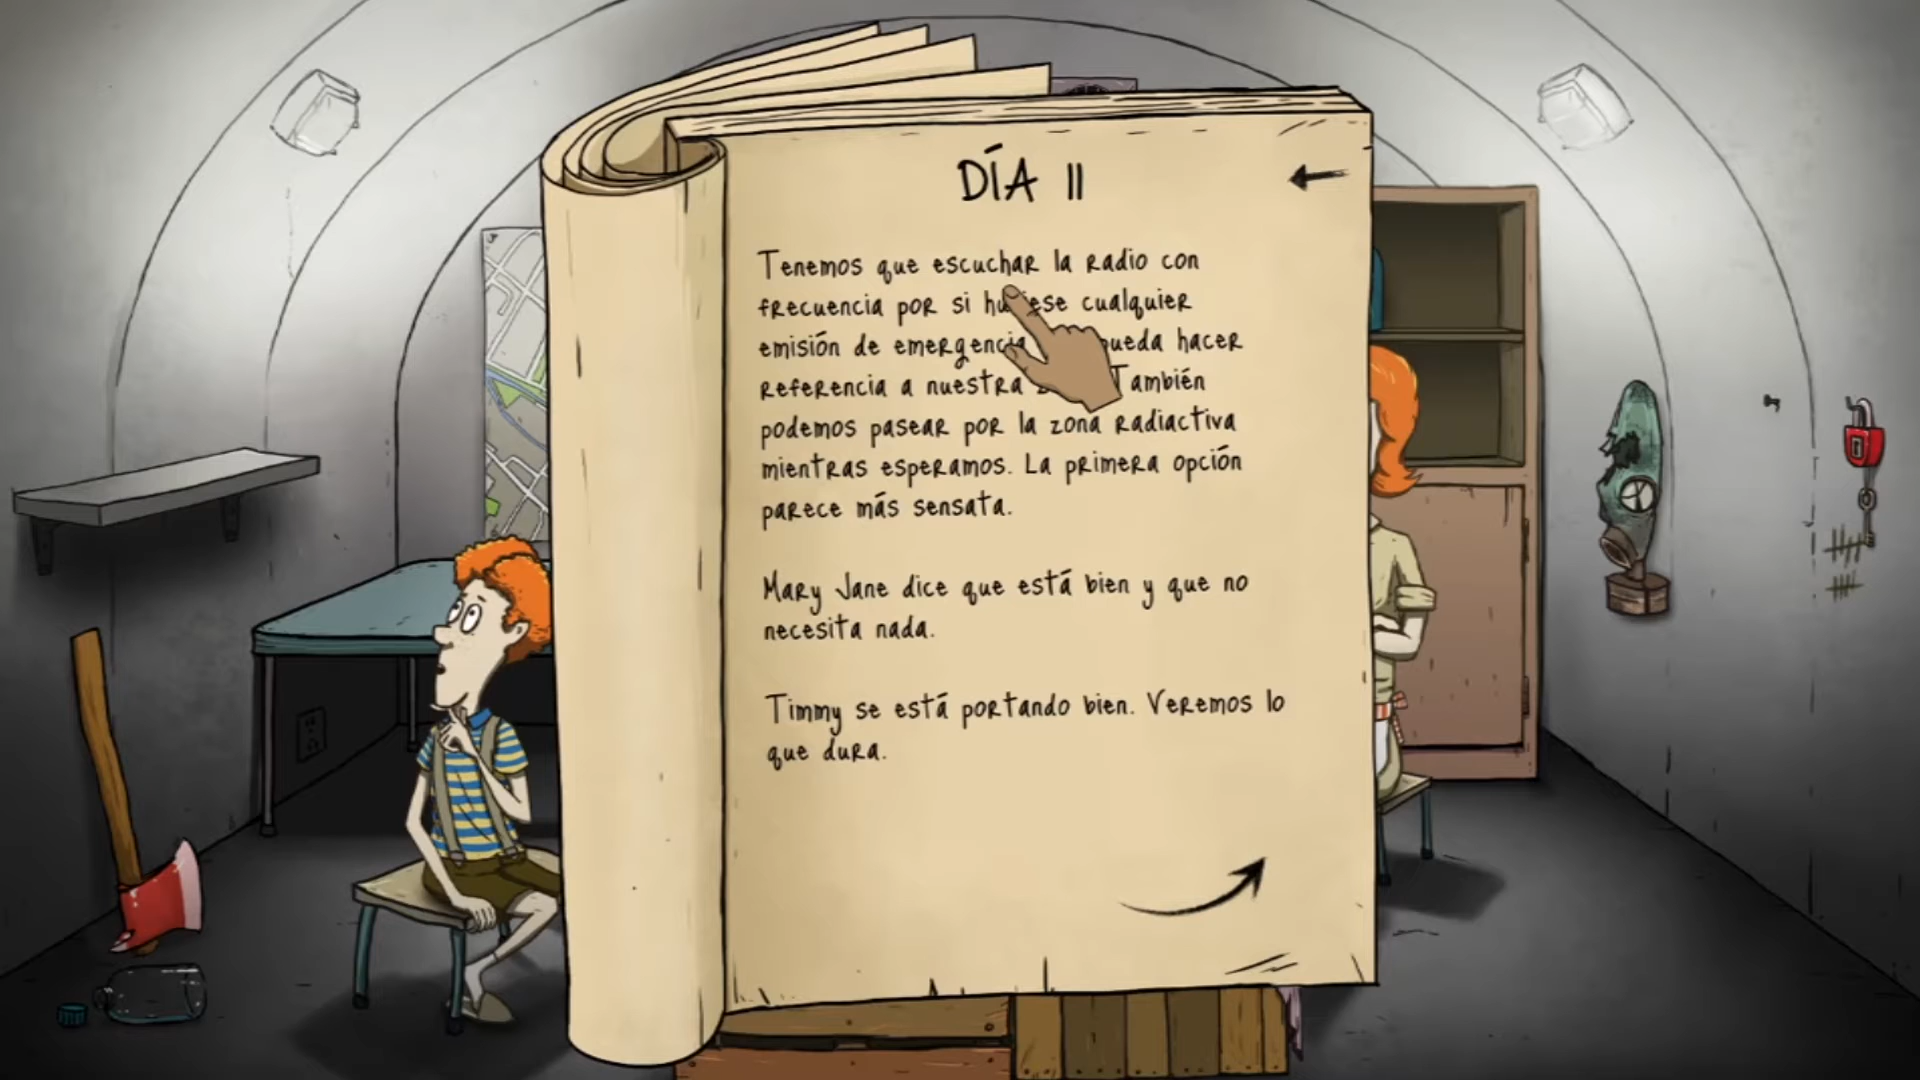 DÍA 11
Tenemos que escuchar la radio con
frecuencia por si hubiese cualquier
emisión de emergencia pueda hacer
referencia a nuestra También
podemos pasear por la zona radiactiva
mientras esperamos. La primera opción
parece más sensata.
Mary Jane dice que está bien y que no
necesita nada.
Timmy se está portando bien. Veremos lo
que dura.